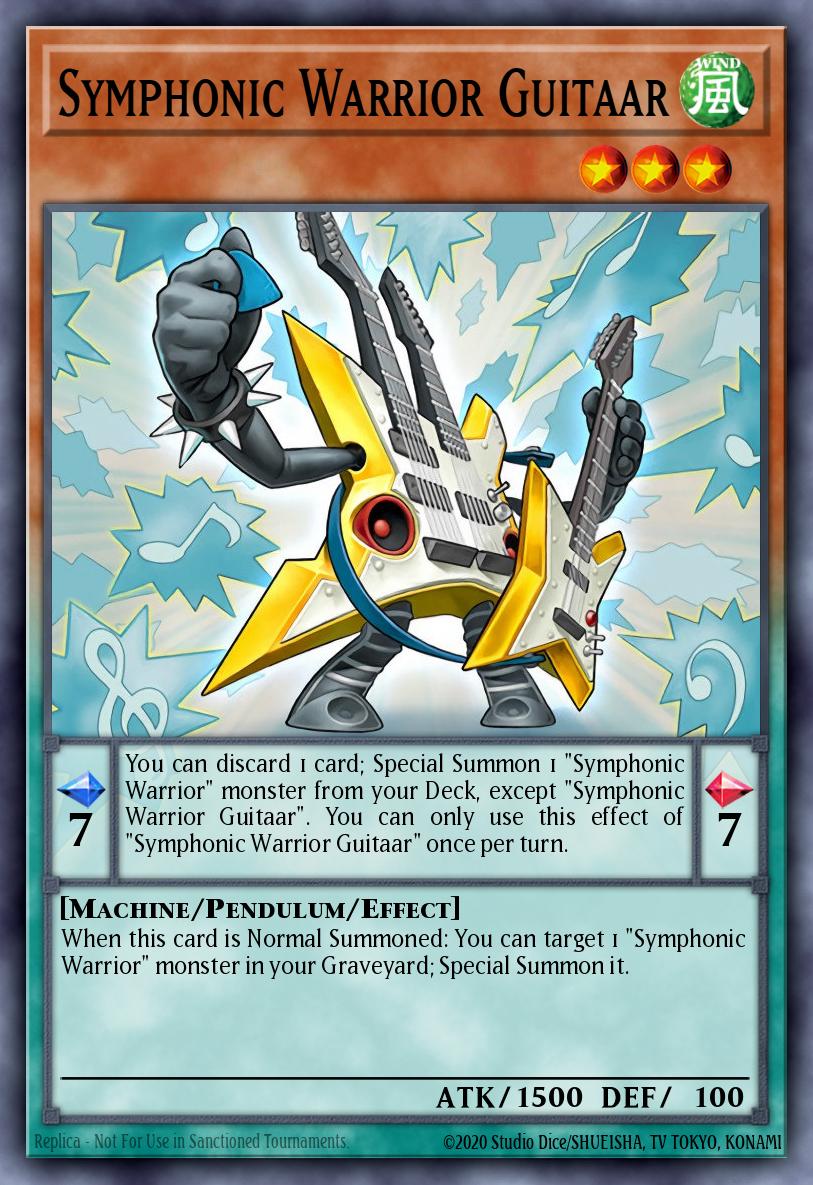 Symphonic Warrior Guitaar
WIND
風
You can discard 1 card; Special Summon 1 "Symphonic
Warrior" monster from your Deck, except "Symphonic
Warrior Guitaar". You can only use this effect of
"Symphonic Warrior Guitaar" once per turn.
7
7
[Machine/Pendulum/Effect]
When this card is Normal Summoned: You can target 1 "Symphonic
Warrior" monster in your Graveyard; Special Summon it.
ATK/1500 DEF/ 100
Replica - Not For Use in Sanctioned Tournaments.
©2020 Studio Dice/SHUEISHA, TV TOKYO, KONAMI